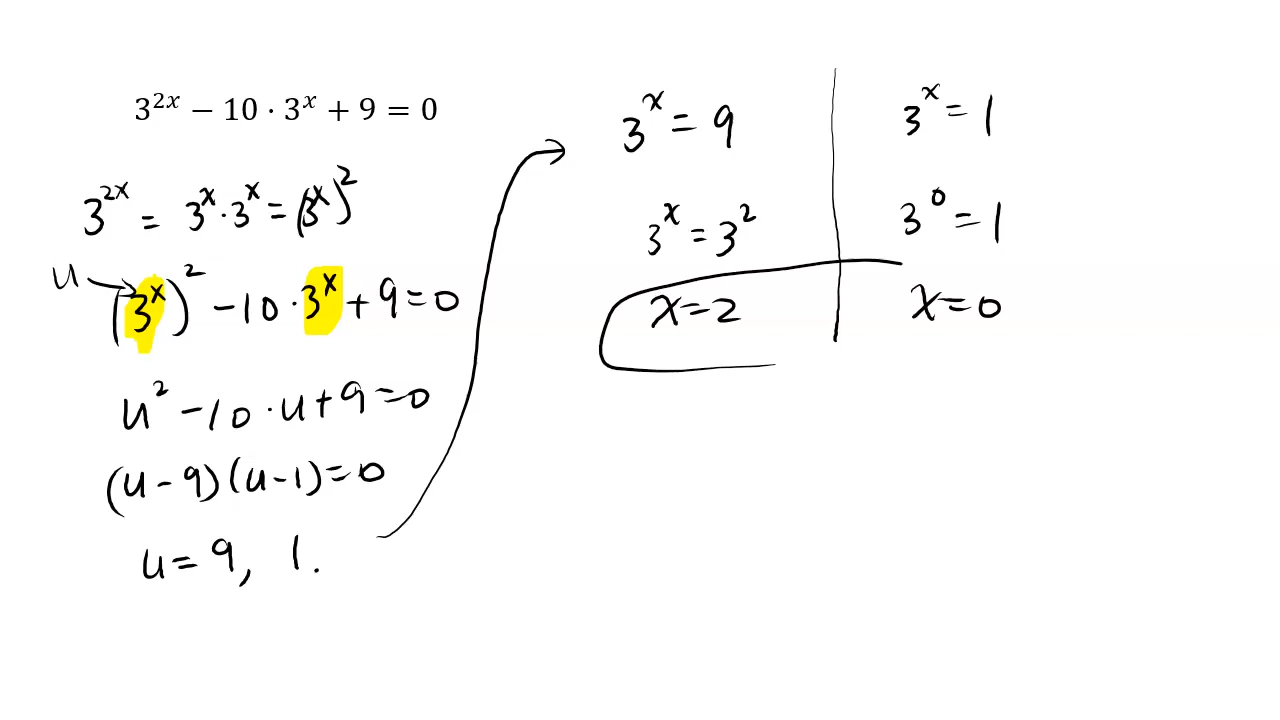 3^{2x} − 10 · 3^x + 9 = 0
3^{2x} = 3^x · 3^x = (3^x)^2
u
(3^x)^2 − 10 · 3^x + 9 = 0
u^2 − 10 · u + 9 = 0
(u − 9)(u − 1) = 0
u = 9, 1.
3^x = 9
3^x = 3^2
x = 2
3^x = 1
3^0 = 1
x = 0